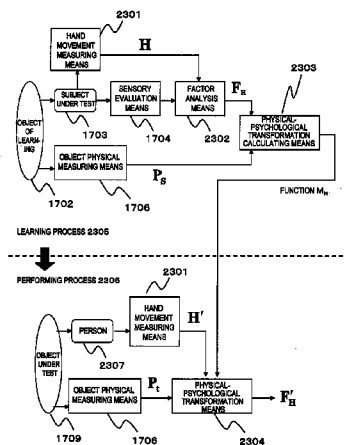 2301
HAND
MOVEMENT
MEASURING
MEANS
H
2303
SUBJECT
UNDER TEST
SENSORY
EVALUATION
MEANS
FACTOR
ANALYSIS
MEANS
F_H
PHYSICAL-
PSYCHOLOGICAL
TRANSFORMATION
CALCULATING MEANS
OBJECT
OF
LEARN-
ING
1703
1704
2302
OBJECT PHYSICAL
MEASURING MEANS
P_S
1702
1706
FUNCTION M_H
LEARNING PROCESS 2305
PERFORMING PROCESS 2306
2301
HAND
MOVEMENT
MEASURING
MEANS
H'
PERSON
2307
OBJECT
UNDER
TEST
OBJECT PHYSICAL
MEASURING MEANS
P_t
PHYSICAL-
PSYCHOLOGICAL
TRANSFORMATION
MEANS
F'_H
1709
1706
2304